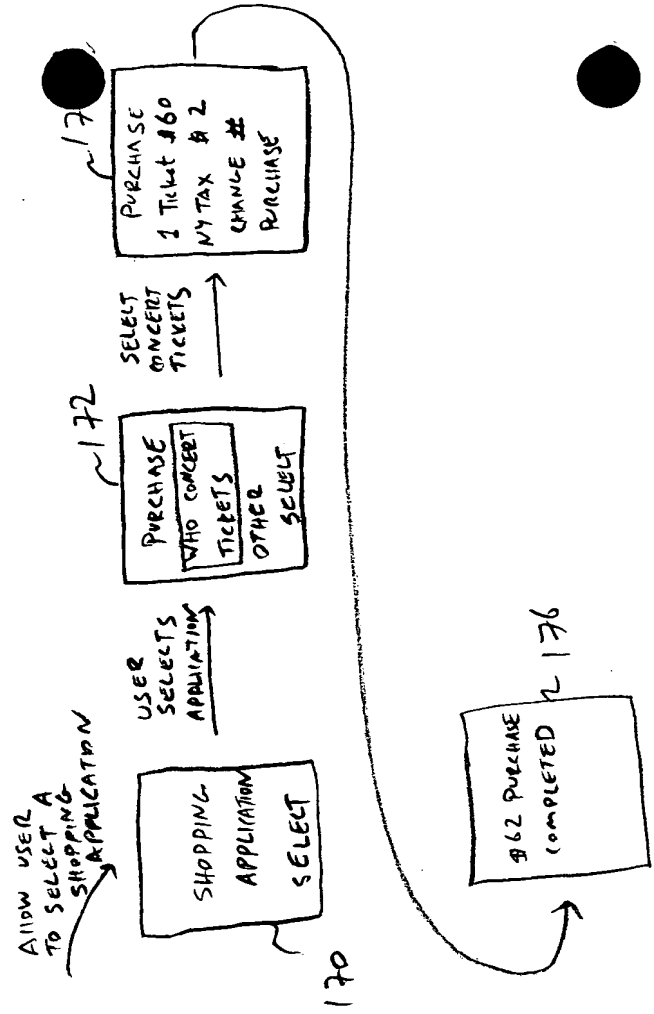 ALLOW USER
TO SELECT A
SHOPPING
APPLICATION
SHOPPING
APPLICATION
SELECT
170
USER
SELECTS
APPLICATION
PURCHASE
WHO CONCERT
TICKETS
OTHER
SELECT
172
SELECT
CONCERT
TICKETS
PURCHASE
1 Ticket $60
NY TAX $ 2
CHANGE #
PURCHASE
17
$62 PURCHASE
COMPLETED
176